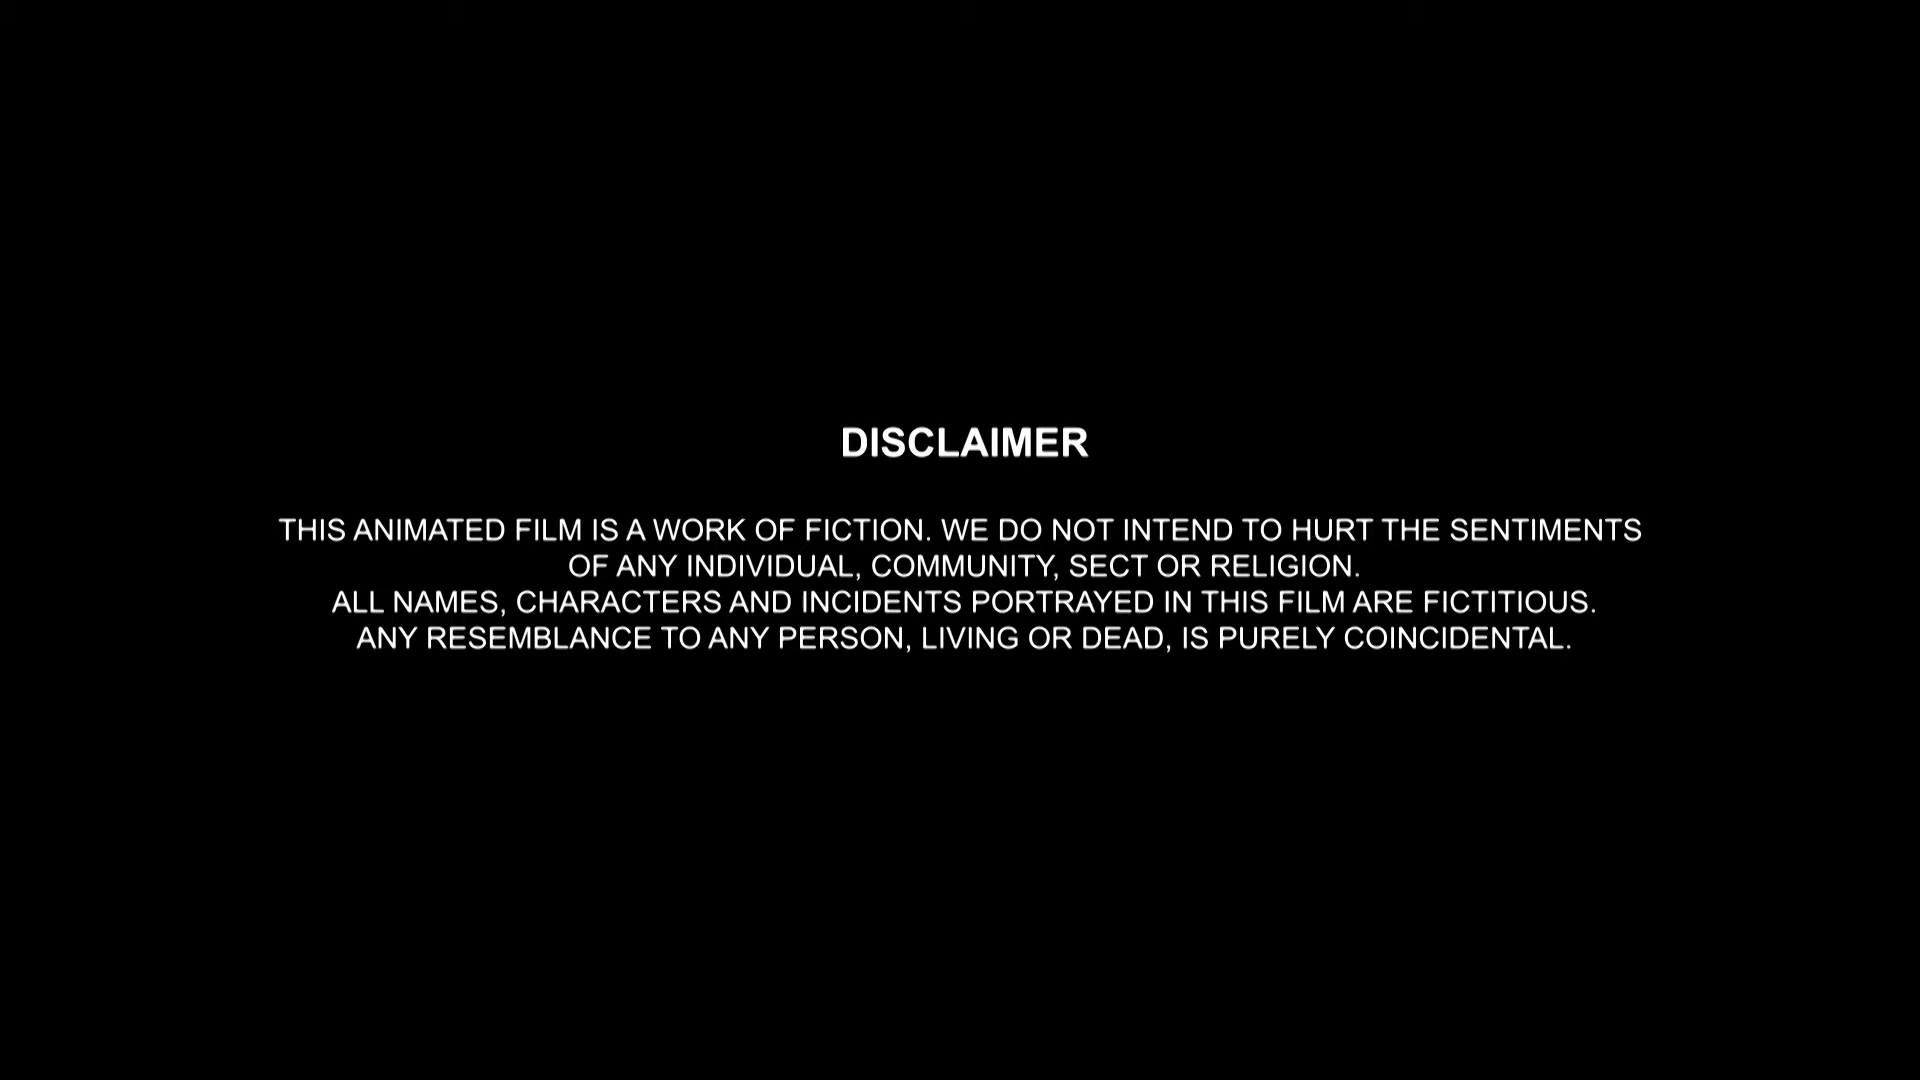 DISCLAIMER
THIS ANIMATED FILM IS A WORK OF FICTION. WE DO NOT INTEND TO HURT THE SENTIMENTS
OF ANY INDIVIDUAL, COMMUNITY, SECT OR RELIGION.
ALL NAMES, CHARACTERS AND INCIDENTS PORTRAYED IN THIS FILM ARE FICTITIOUS.
ANY RESEMBLANCE TO ANY PERSON, LIVING OR DEAD, IS PURELY COINCIDENTAL.